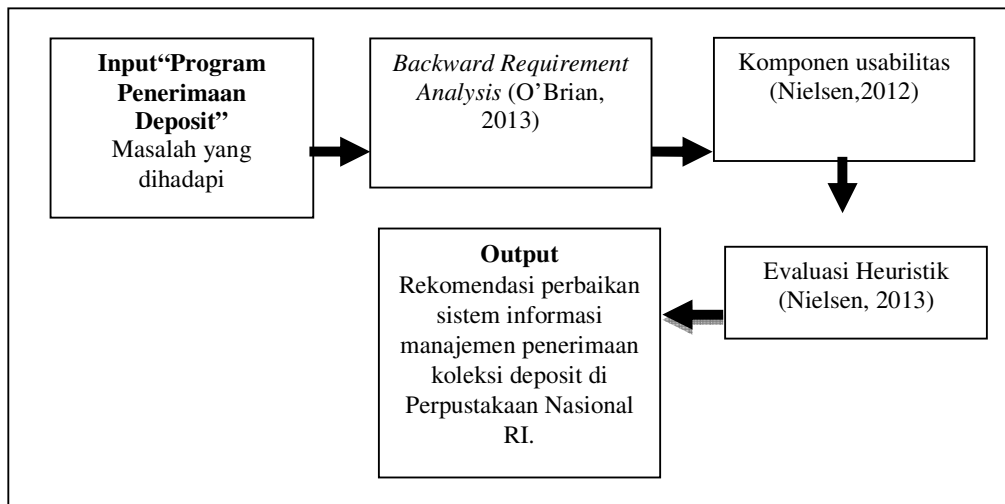 Input“Program
Penerimaan
Deposit”
Masalah yang
dihadapi
Backward Requirement
Analysis (O’Brian,
2013)
Komponen usabilitas
(Nielsen,2012)
Evaluasi Heuristik
(Nielsen, 2013)
Output
Rekomendasi perbaikan
sistem informasi
manajemen penerimaan
koleksi deposit di
Perpustakaan Nasional
RI.